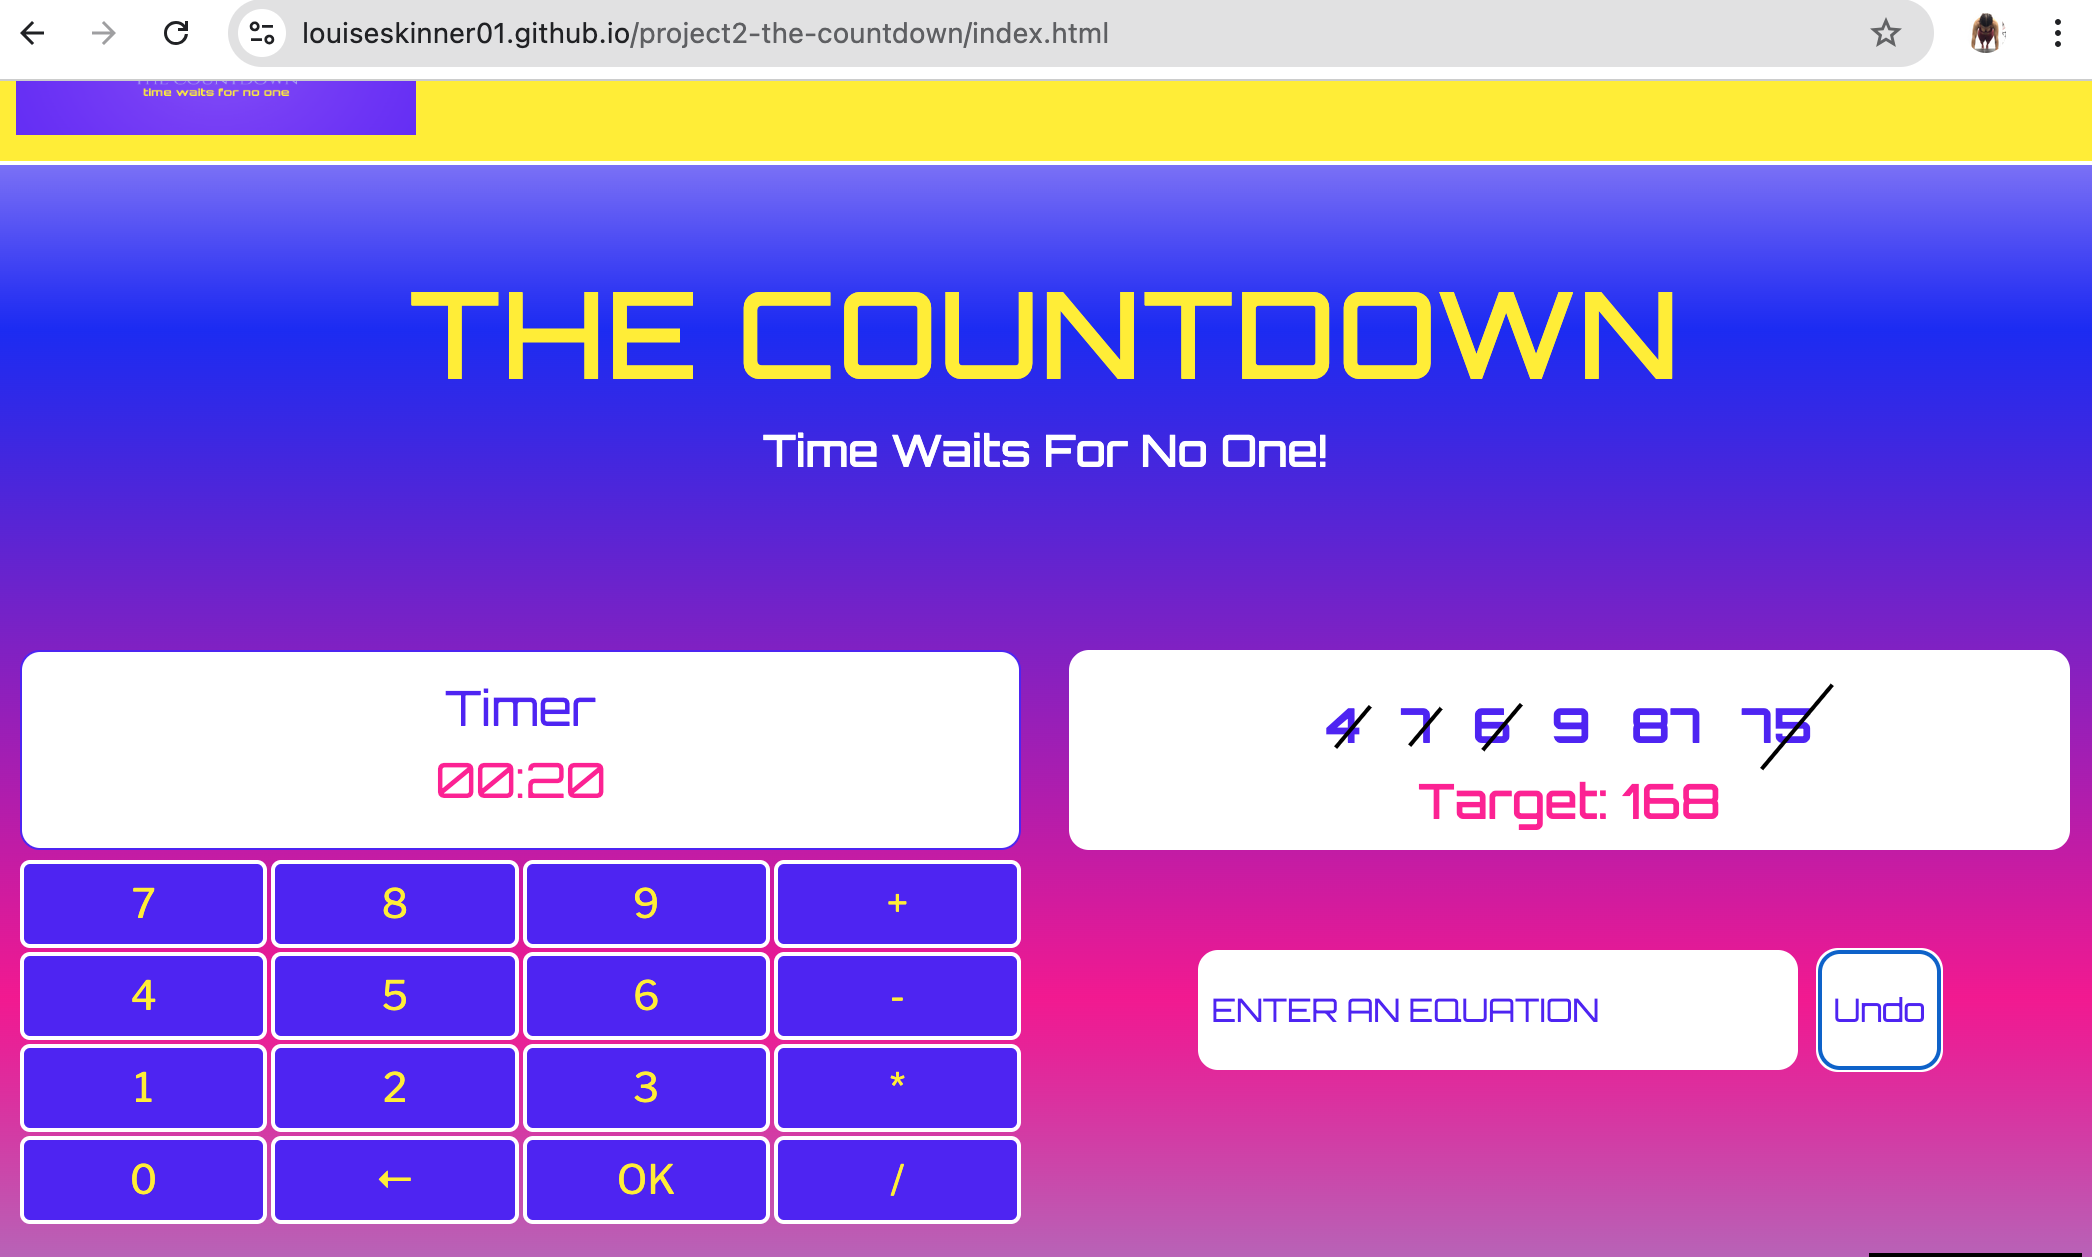 louiseskinner01.github.io/project2-the-countdown/index.html
time waits for no one
THE COUNTDOWN
Time Waits For No One!
Timer
00:20
4 7 6 9 87 75
Target: 168
7 8 9 +
4 5 6 -
1 2 3 *
0 ← OK /
ENTER AN EQUATION
Undo